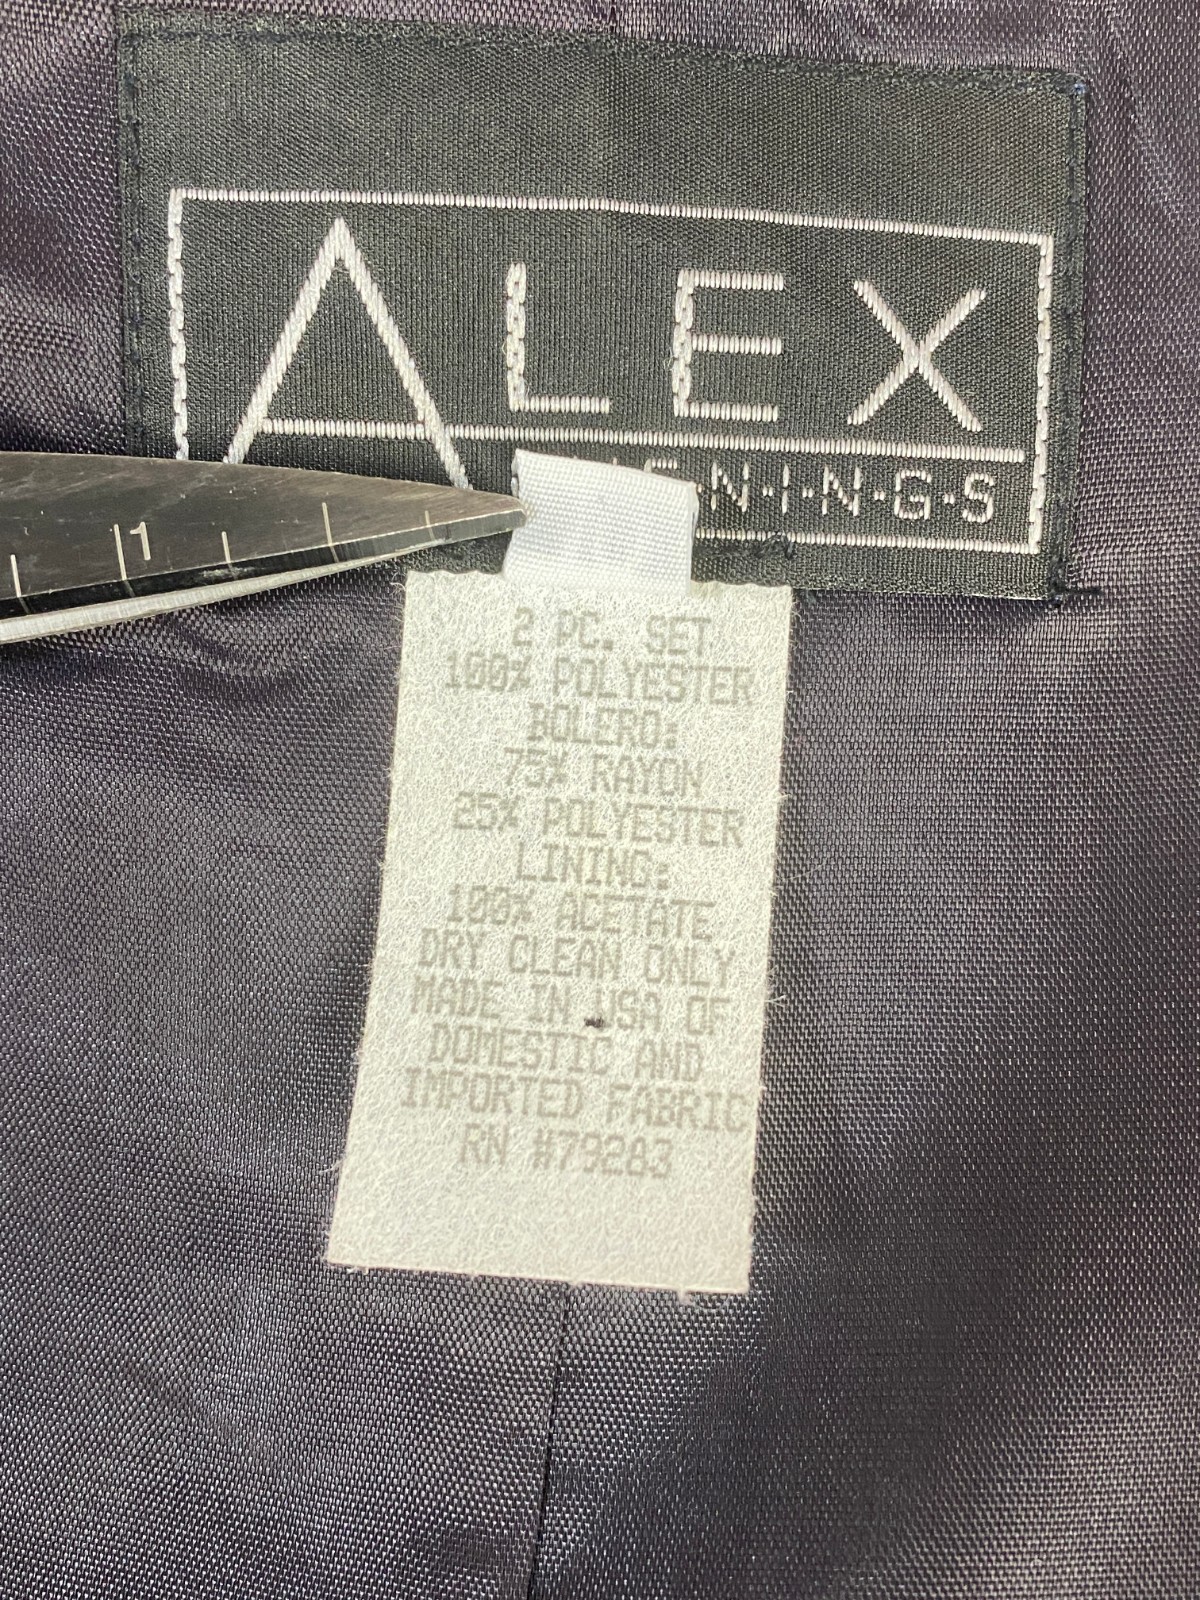 ALEX
N·I·N·G·S
1
2 PC. SET
100% POLYESTER
BOLERO:
75% RAYON
25% POLYESTER
LINING:
100% ACETATE
DRY CLEAN ONLY
MADE IN USA OF
DOMESTIC AND
IMPORTED FABRIC
RN #79283